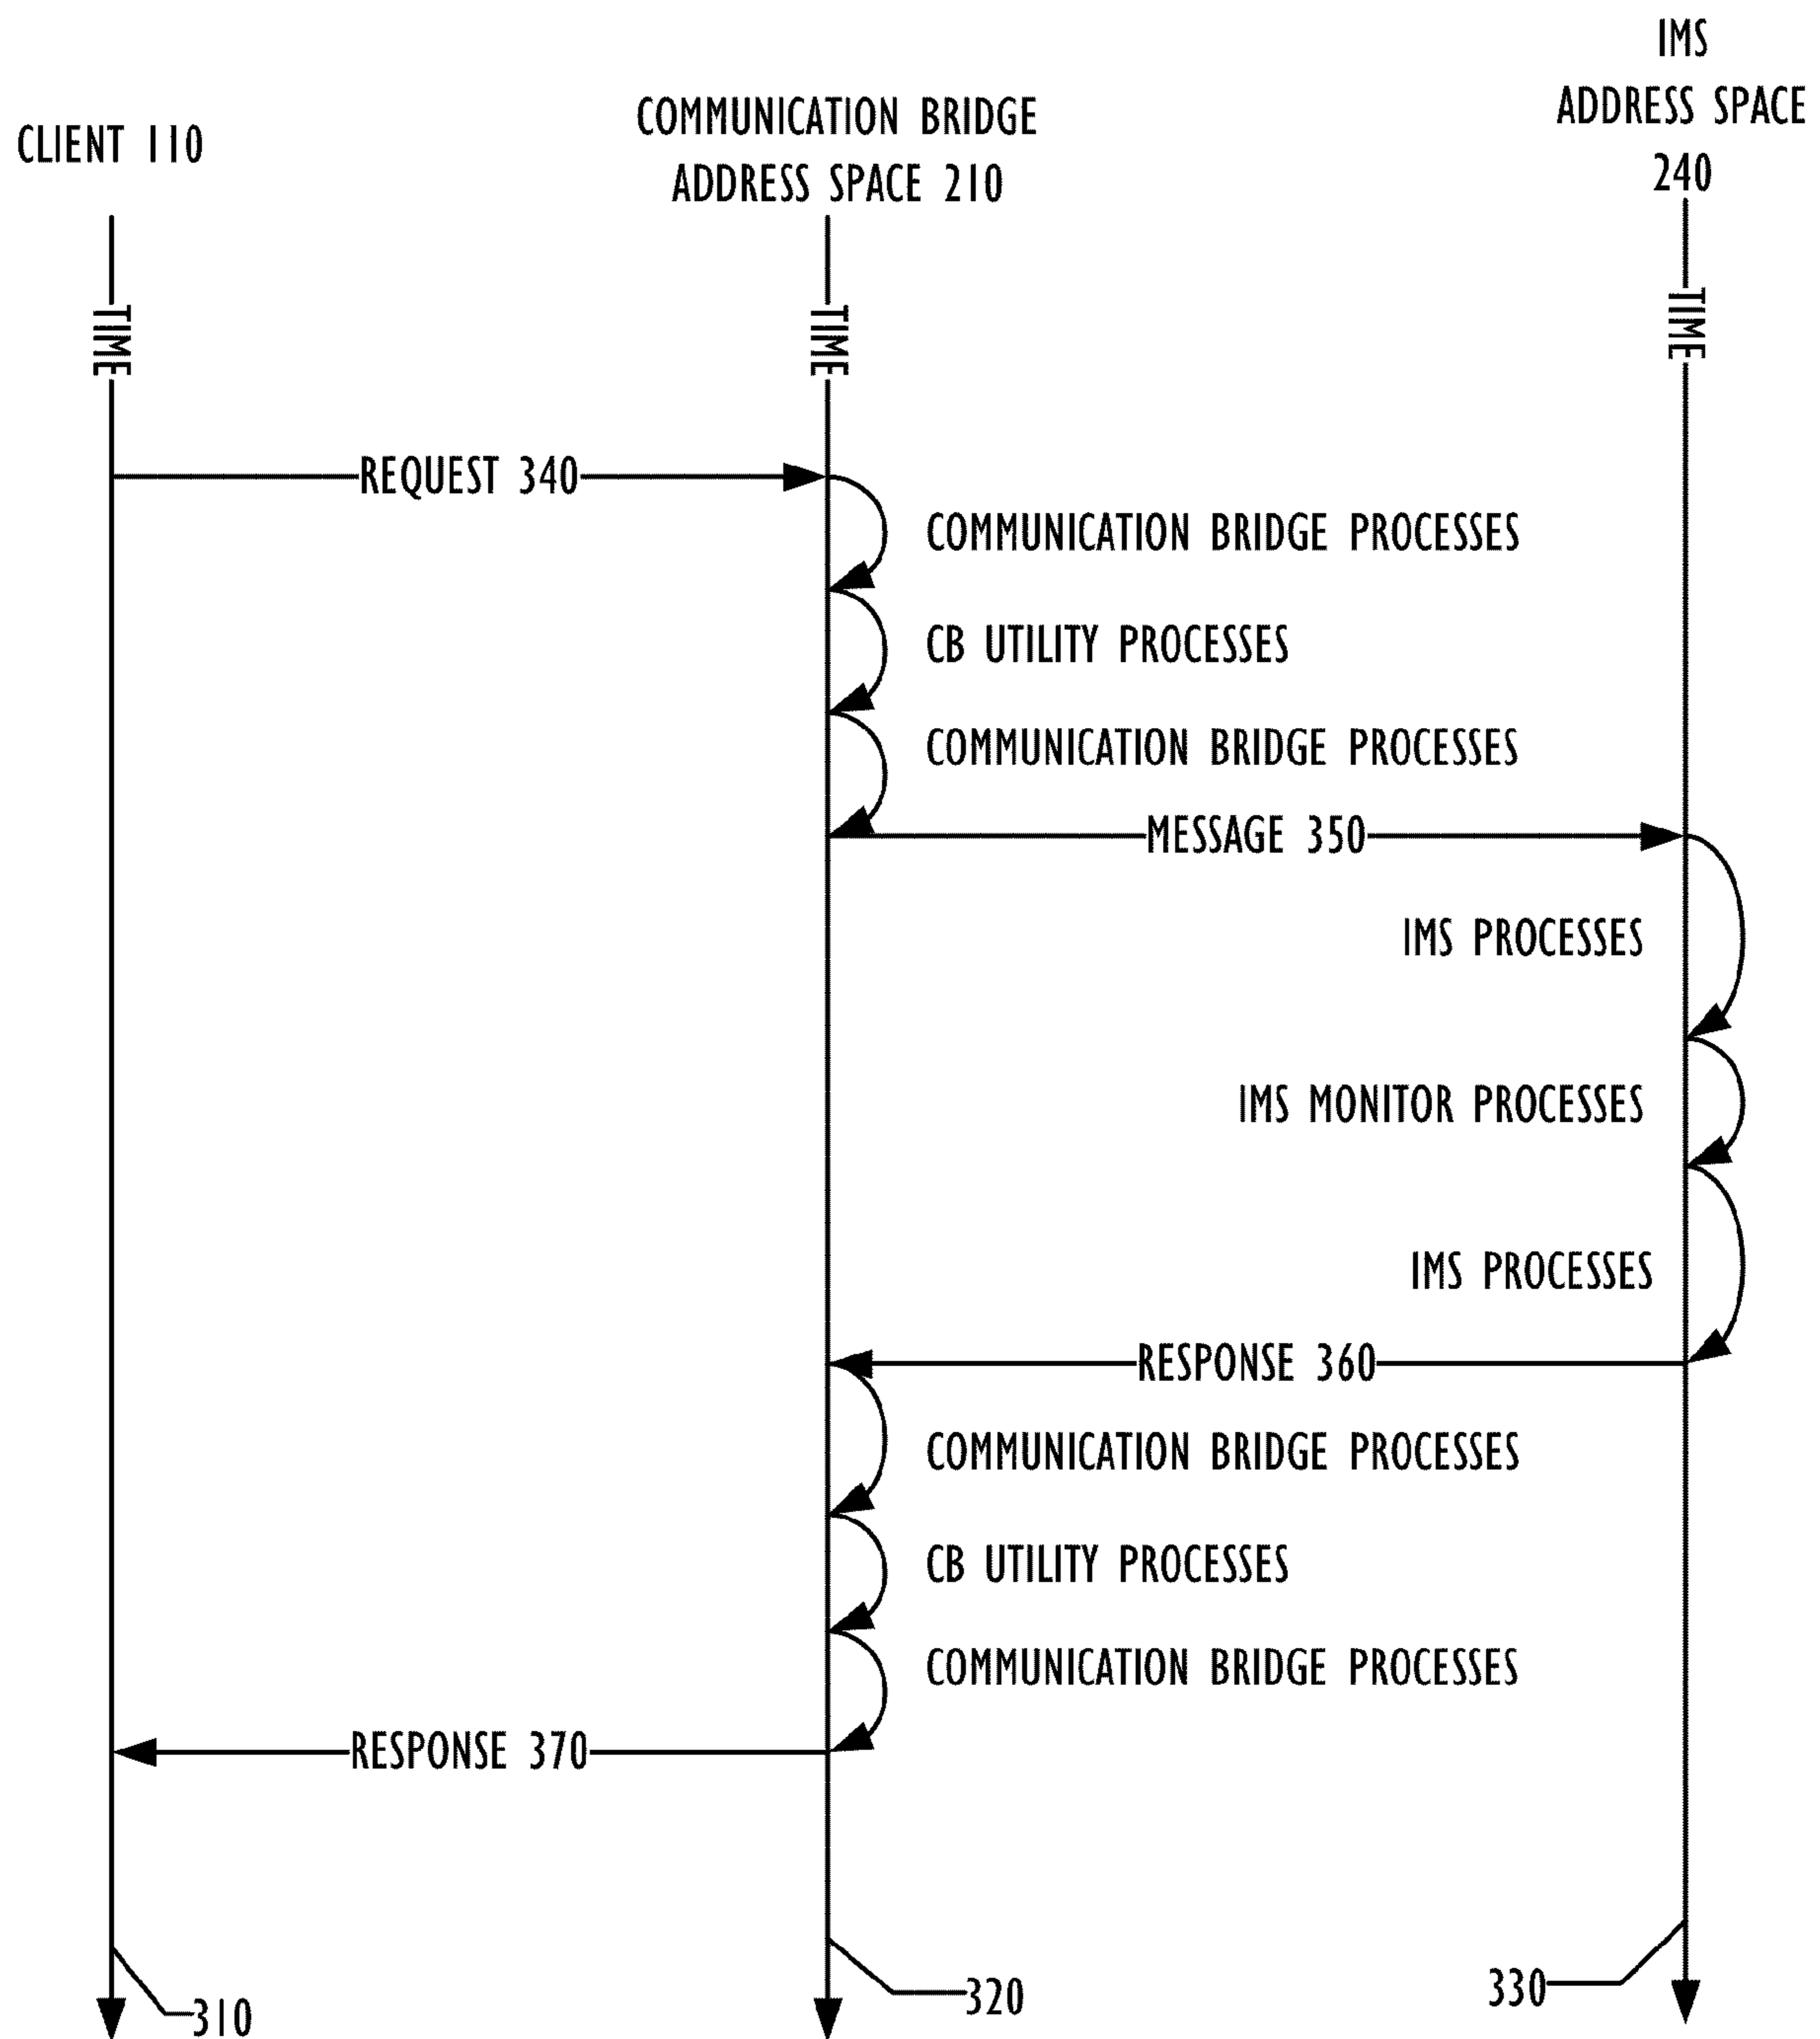 IMS
ADDRESS SPACE
240
COMMUNICATION BRIDGE
ADDRESS SPACE 210
CLIENT 110
TIME
TIME
TIME
REQUEST 340
COMMUNICATION BRIDGE PROCESSES
CB UTILITY PROCESSES
COMMUNICATION BRIDGE PROCESSES
MESSAGE 350
IMS PROCESSES
IMS MONITOR PROCESSES
IMS PROCESSES
RESPONSE 360
COMMUNICATION BRIDGE PROCESSES
CB UTILITY PROCESSES
COMMUNICATION BRIDGE PROCESSES
RESPONSE 370
310
320
330